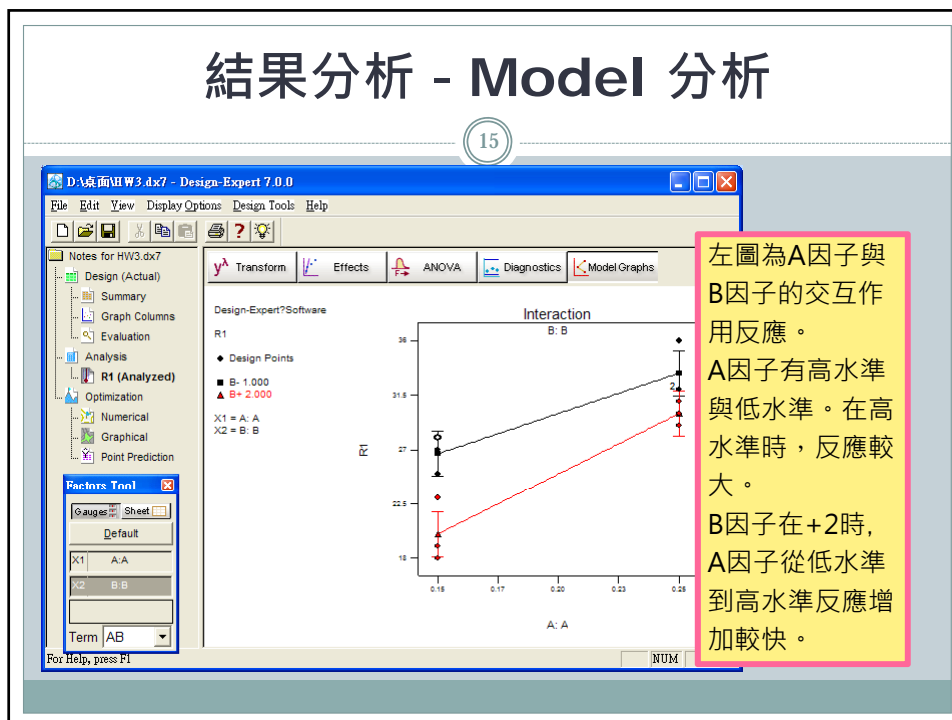 結果分析 - Model 分析
15
D:\桌面\HW3.dx7 - Design-Expert 7.0.0
File Edit View Display Options Design Tools Help
Notes for HW3.dx7
Design (Actual)
Summary
Graph Columns
Evaluation
Analysis
R1 (Analyzed)
Optimization
Numerical
Graphical
Point Prediction
Factors Tool
Gauges Sheet
Default
X1 A:A
X2 B:B
Term AB
For Help, press F1
NUM
yλ Transform
Effects
ANOVA
Diagnostics
Model Graphs
Design-Expert?Software
R1
Design Points
B- 1.000
B+ 2.000
X1 = A: A
X2 = B: B
Interaction
B: B
36
31.5
27
22.5
18
R1
2
0.15 0.17 0.20 0.23 0.25
A: A
左圖為A因子與
B因子的交互作
用反應。
A因子有高水準
與低水準。在高
水準時，反應較
大。
B因子在+2時,
A因子從低水準
到高水準反應增
加較快。